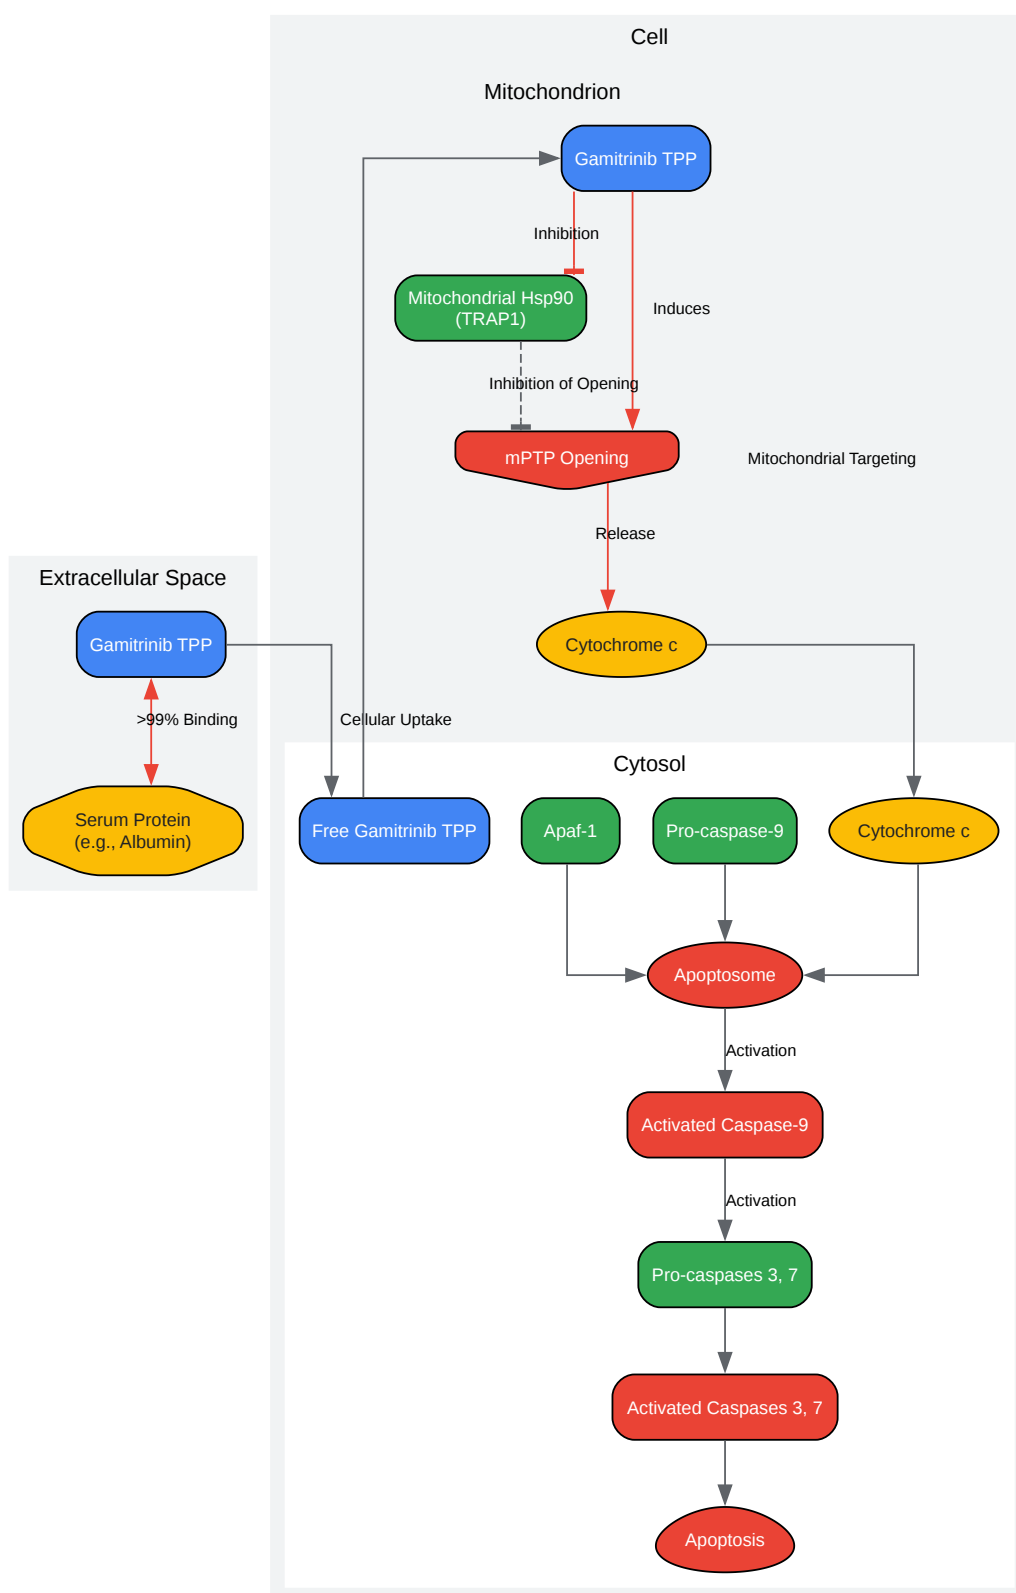 Cell
Mitochondrion
Gamitrinib TPP
Inhibition
Mitochondrial Hsp90
(TRAP1)
Induces
Inhibition of Opening
mPTP Opening
Mitochondrial Targeting
Release
Extracellular Space
Gamitrinib TPP
Cytochrome c
>99% Binding
Cellular Uptake
Cytosol
Serum Protein
(e.g., Albumin)
Free Gamitrinib TPP
Apaf-1
Pro-caspase-9
Cytochrome c
Apoptosome
Activation
Activated Caspase-9
Activation
Pro-caspases 3, 7
Activated Caspases 3, 7
Apoptosis